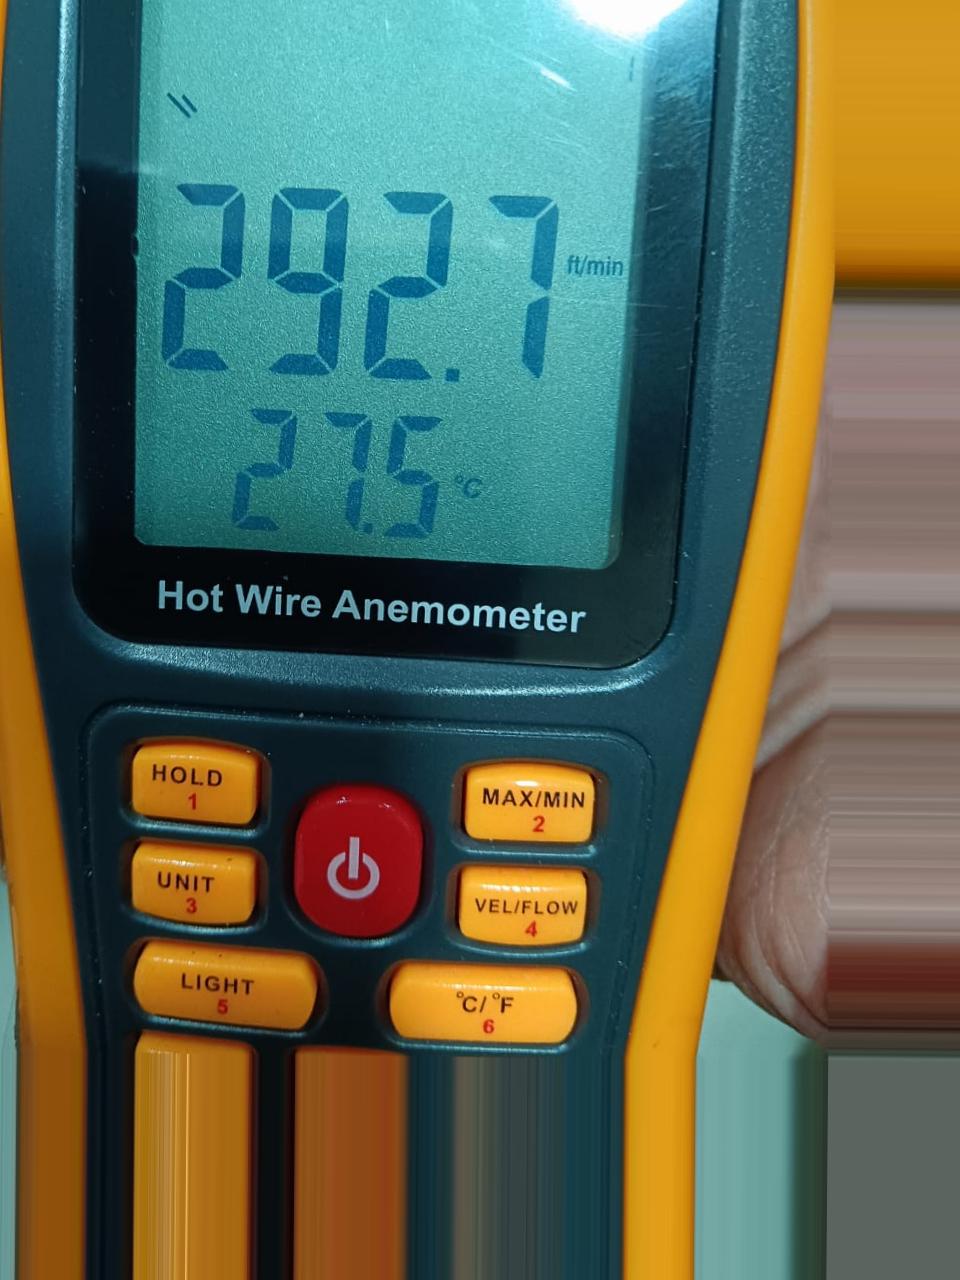 292.7 ft/min
27.5 °C
Hot Wire Anemometer
HOLD
1
MAX/MIN
2
UNIT
3
VEL/FLOW
4
LIGHT
5
°C/°F
6